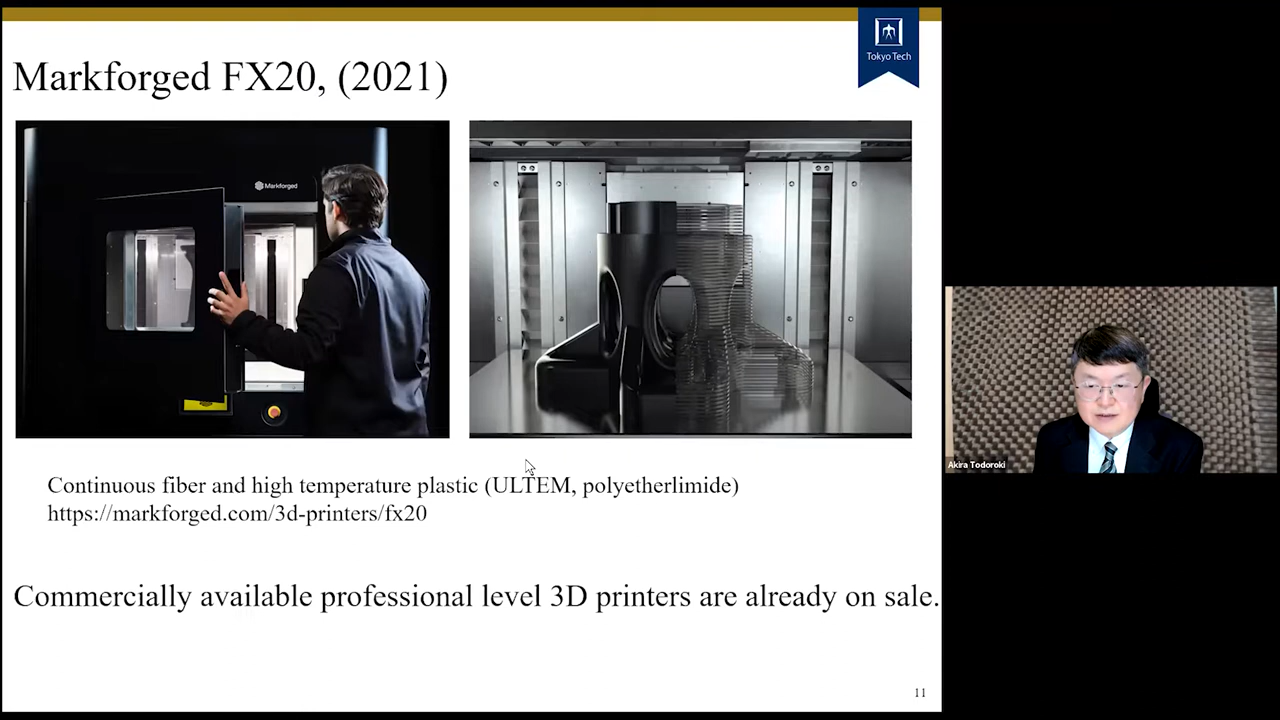 Tokyo Tech
Markforged FX20, (2021)
Markforged
Continuous fiber and high temperature plastic (ULTEM, polyetherlimide)
https://markforged.com/3d-printers/fx20
Commercially available professional level 3D printers are already on sale.
11
Akira Todoroki